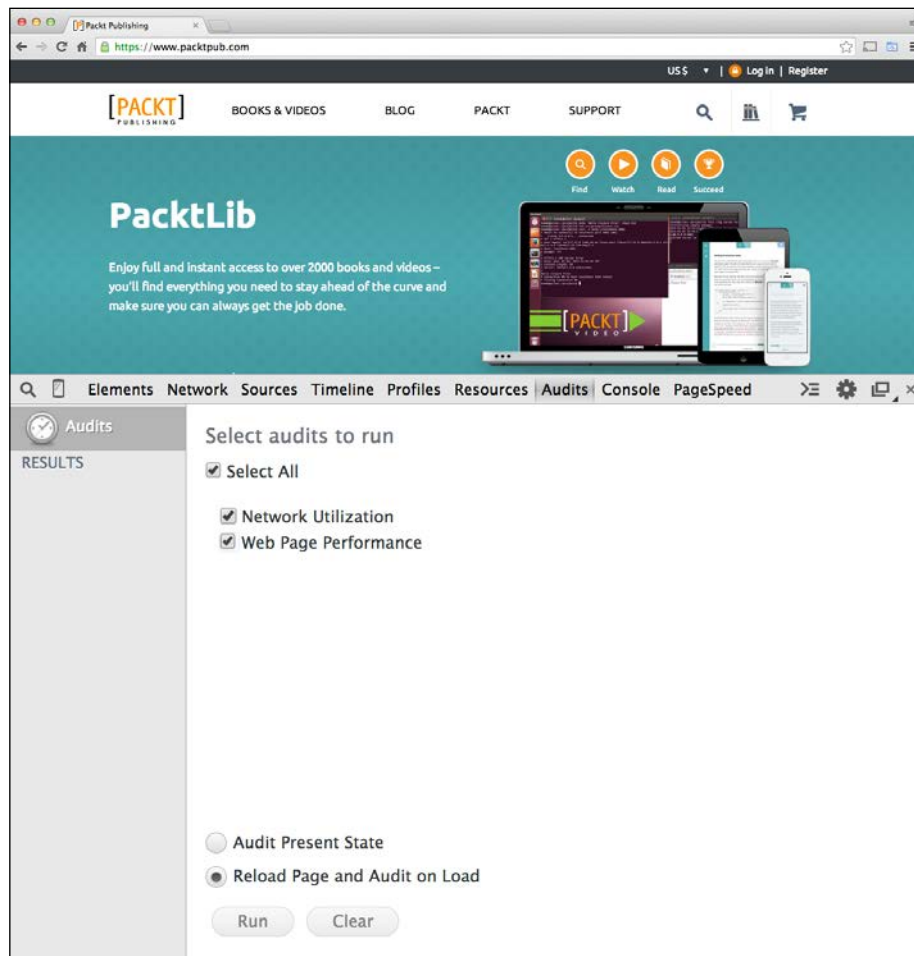 Packt Publishing
https://www.packtpub.com
US $ | Log in | Register
[PACKT]
PUBLISHING
BOOKS & VIDEOS BLOG PACKT SUPPORT
Find Watch Read Succeed
PacktLib
Enjoy full and instant access to over 2000 books and videos –
you'll find everything you need to stay ahead of the curve and
make sure you can always get the job done.
[PACKT]
VIDEO
Elements Network Sources Timeline Profiles Resources Audits Console PageSpeed
Audits
RESULTS
Select audits to run
Select All
Network Utilization
Web Page Performance
Audit Present State
Reload Page and Audit on Load
Run Clear